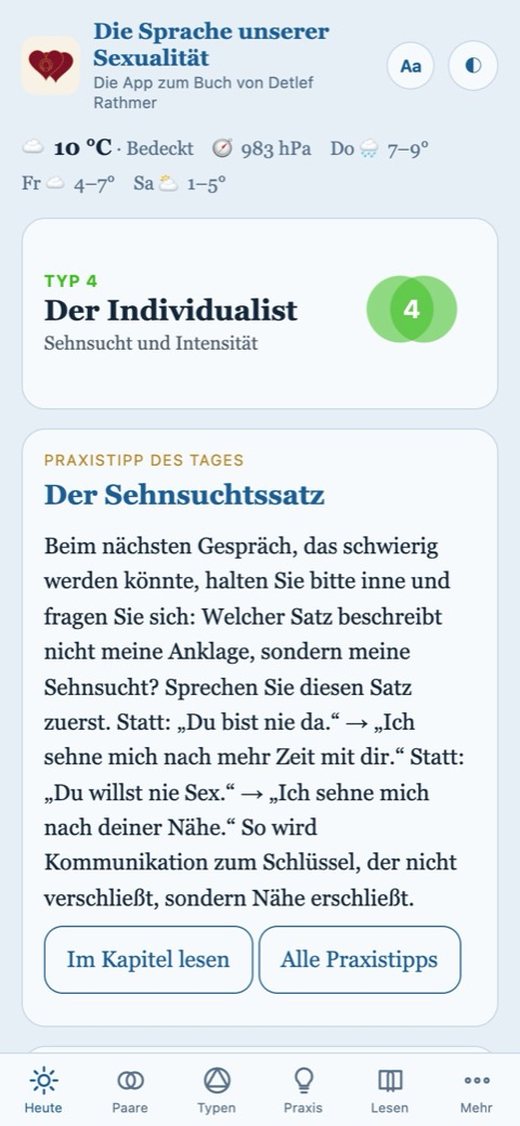 Die Sprache unserer
Sexualität
Die App zum Buch von Detlef
Rathmer
Aa
10 °C · Bedeckt 983 hPa Do 7–9°
Fr 4–7° Sa 1–5°
TYP 4
Der Individualist
Sehnsucht und Intensität
4
PRAXISTIPP DES TAGES
Der Sehnsuchtssatz
Beim nächsten Gespräch, das schwierig
werden könnte, halten Sie bitte inne und
fragen Sie sich: Welcher Satz beschreibt
nicht meine Anklage, sondern meine
Sehnsucht? Sprechen Sie diesen Satz
zuerst. Statt: „Du bist nie da.“ → „Ich
sehne mich nach mehr Zeit mit dir.“ Statt:
„Du willst nie Sex.“ → „Ich sehne mich
nach deiner Nähe.“ So wird
Kommunikation zum Schlüssel, der nicht
verschließt, sondern Nähe erschließt.
Im Kapitel lesen Alle Praxistipps
Heute Paare Typen Praxis Lesen Mehr